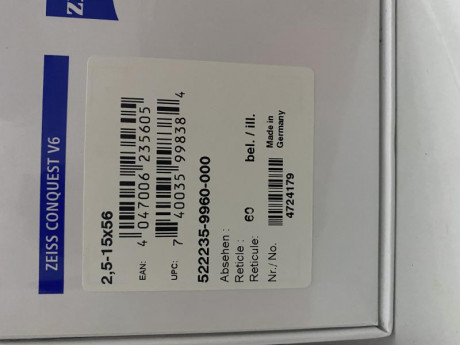 ZEISS CONQUEST V6
2,5-15x56
EAN:
4 047006 235605
UPC:
7 40035 99838 4
522235-9960-000
Absehen :
Reticle : 60 bel. / ill.
Reticule:
Nr./ No. 4724179
Made in
Germany